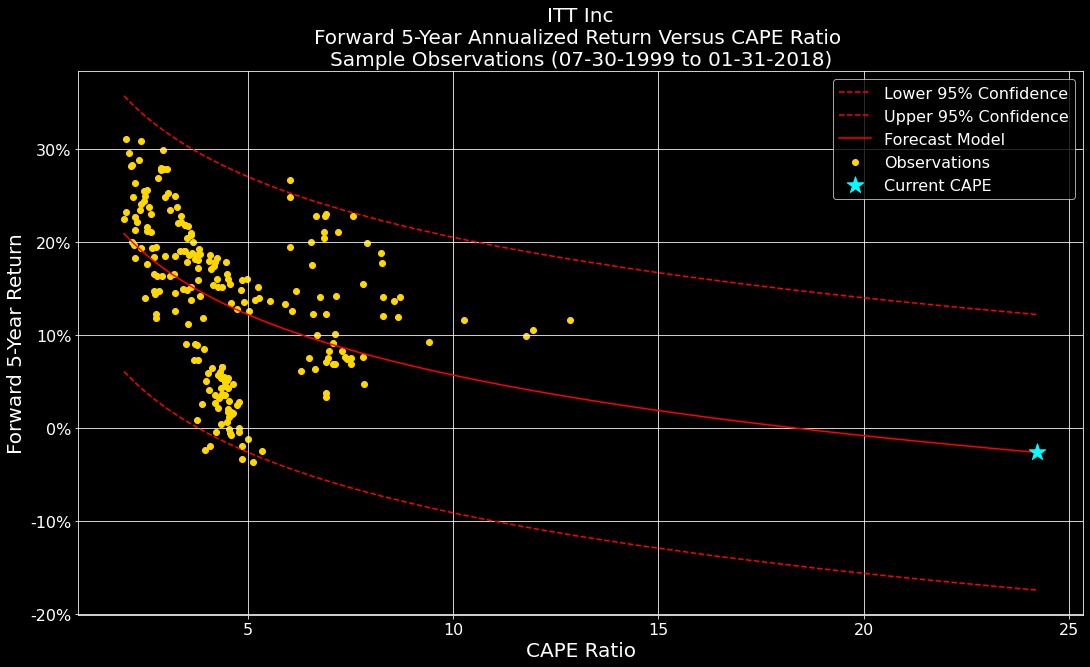 ITT Inc
Forward 5-Year Annualized Return Versus CAPE Ratio
Sample Observations (07-30-1999 to 01-31-2018)
Lower 95% Confidence
Upper 95% Confidence
Forecast Model
Observations
Current CAPE
Forward 5-Year Return
30%
20%
10%
0%
-10%
-20%
5 10 15 20 25
CAPE Ratio